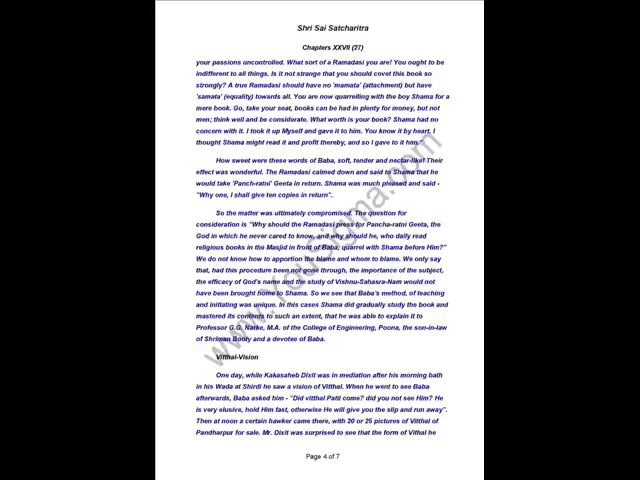 Shri Sai Satcharitra
Chapters XXVII (27)
your passions uncontrolled. What sort of a Ramadasi you are! You ought to be
indifferent to all things. Is it not strange that you should covet this book so
strongly? A true Ramadasi should have no 'mamata' (attachment) but have
'samata' (equality) towards all. You are now quarrelling with the boy Shama for a
mere book. Go, take your seat, books can be had in plenty for money, but not
men; think well and be considerate. What worth is your book? Shama had no
concern with it. I took it up Myself and gave it to him. You know it by heart. I
thought Shama might read it and profit thereby, and so I gave to it him."
How sweet were these words of Baba, soft, tender and nectar-like! Their
effect was wonderful. The Ramadasi calmed down and said to Shama that he
would take 'Panch-ratni' Geeta in return. Shama was much pleased and said -
"Why one, I shall give ten copies in return".
So the matter was ultimately compromised. The question for
consideration is "Why should the Ramadasi press for Pancha-ratni Geeta, the
God in which he never cared to know, and why should he, who daily read
religious books in the Masjid in front of Baba, quarrel with Shama before Him?"
We do not know how to apportion the blame and whom to blame. We only say
that, had this procedure been not gone through, the importance of the subject,
the efficacy of God's name and the study of Vishnu-Sahasra-Nam would not
have been brought home to Shama. So we see that Baba's method, of teaching
and initiating was unique. In this cases Shama did gradually study the book and
mastered its contents to such an extent, that he was able to explain it to
Professor G.G. Narke, M.A. of the College of Engineering, Poona, the son-in-law
of Shriman Booty and a devotee of Baba.
Vitthal-Vision
One day, while Kakasaheb Dixit was in mediation after his morning bath
in his Wada at Shirdi he saw a vision of Vitthal. When he went to see Baba
afterwards, Baba asked him - "Did vitthal Patil come? did you not see Him? He
is very elusive, hold Him fast, otherwise He will give you the slip and run away".
Then at noon a certain hawker came there, with 20 or 25 pictures of Vitthal of
Pandharpur for sale. Mr. Dixit was surprised to see that the form of Vitthal he
Page 4 of 7
www.YouSigma.com